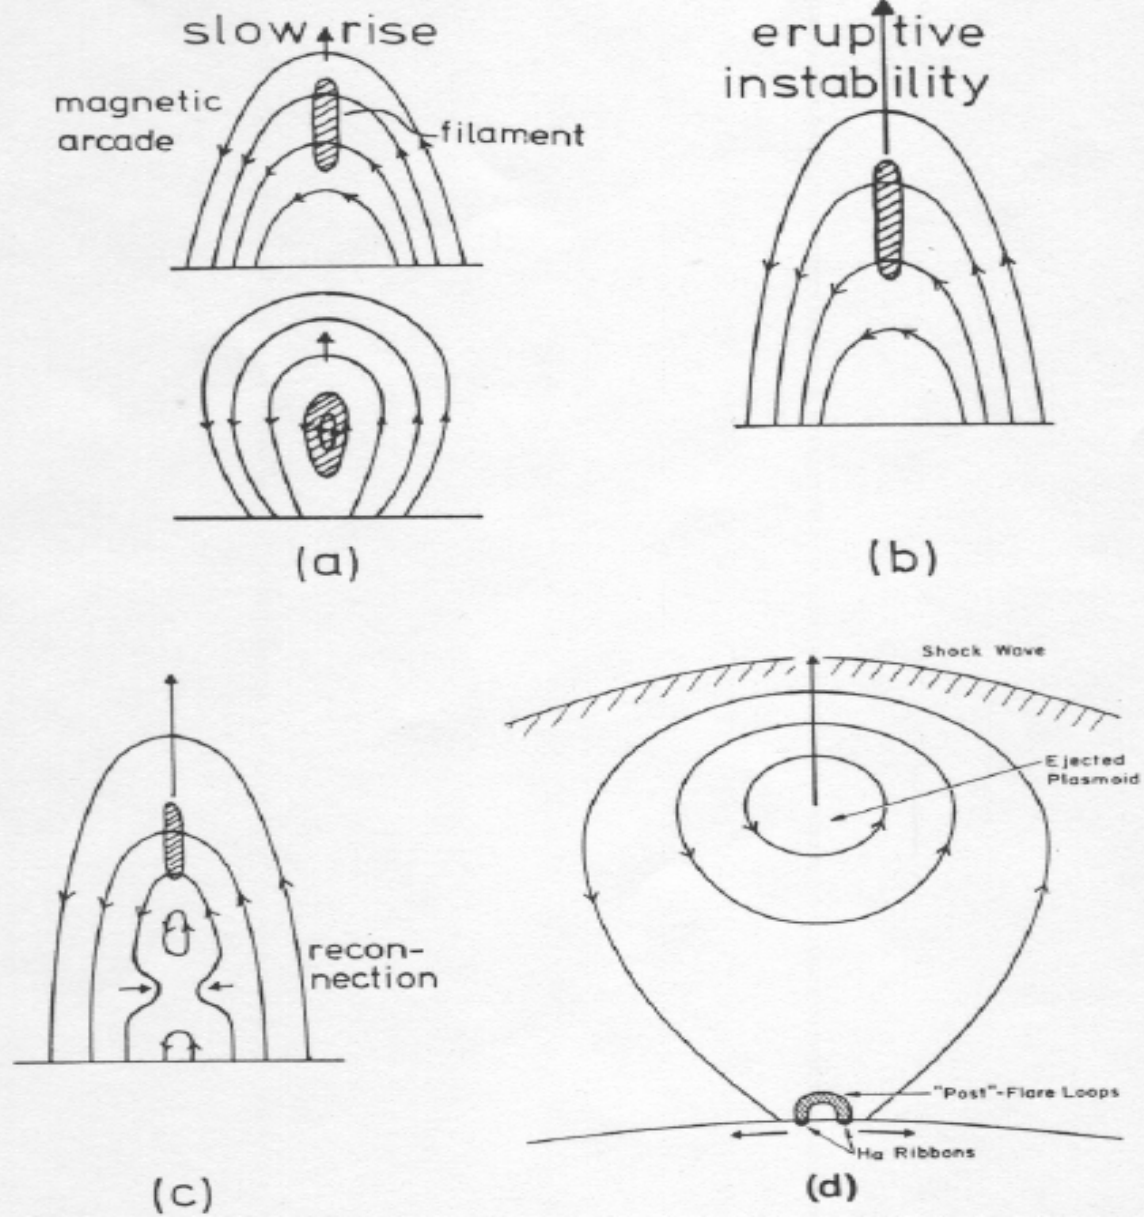 slow rise
magnetic
arcade
filament
(a)
eruptive
instability
(b)
recon-
nection
(c)
Shock Wave
Ejected
Plasmoid
"Post"-Flare Loops
Hα Ribbons
(d)